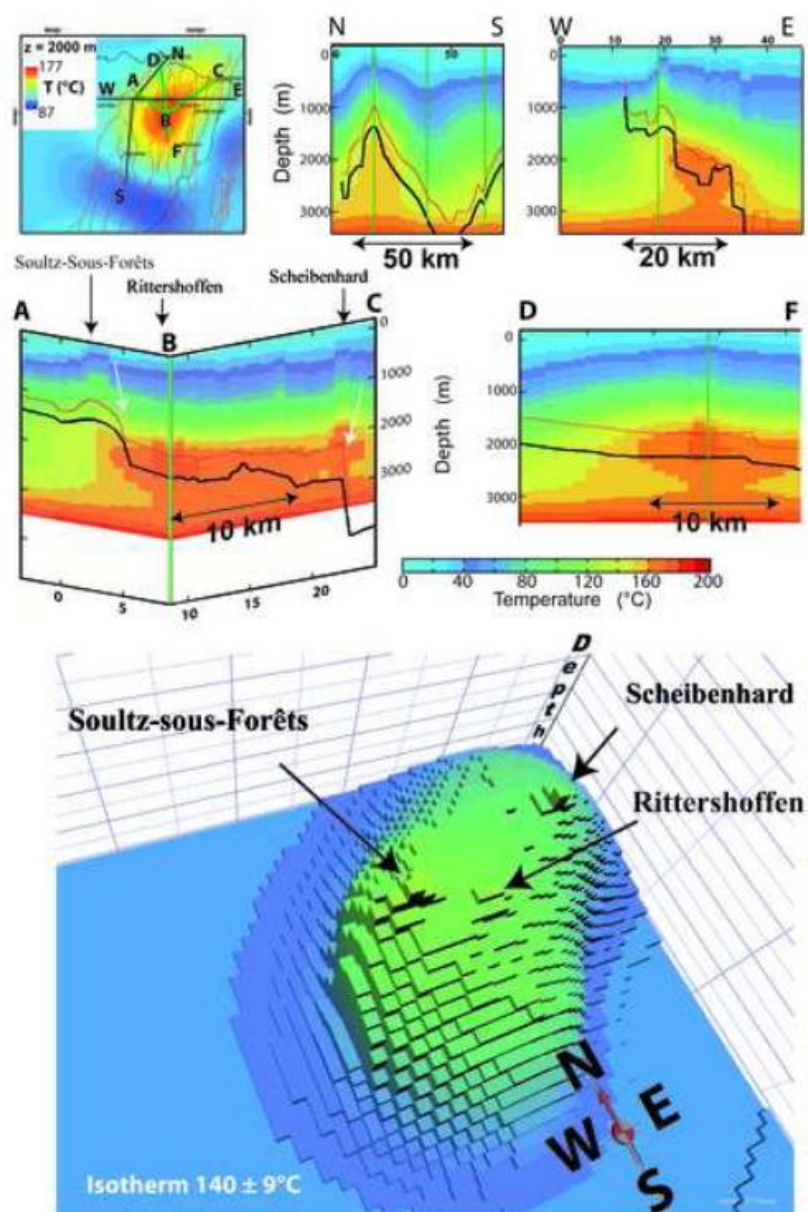 z = 2000 m
177
T (°C)
87
N
D
A
C
W
E
B
F
S
N
S
0
50
Depth (m)
1000
2000
3000
50 km
W
E
0
10
20
30
40
0
1000
2000
3000
20 km
Soultz-Sous-Forêts
Rittershoffen
Scheibenhard
A
B
C
0
1000
2000
3000
10 km
0
5
10
15
20
Depth (m)
D
F
0
1000
2000
3000
10 km
0
40
80
120
160
200
Temperature (°C)
Depth
Soultz-sous-Forêts
Scheibenhard
Rittershoffen
N
E
W
S
Isotherm 140 ± 9°C